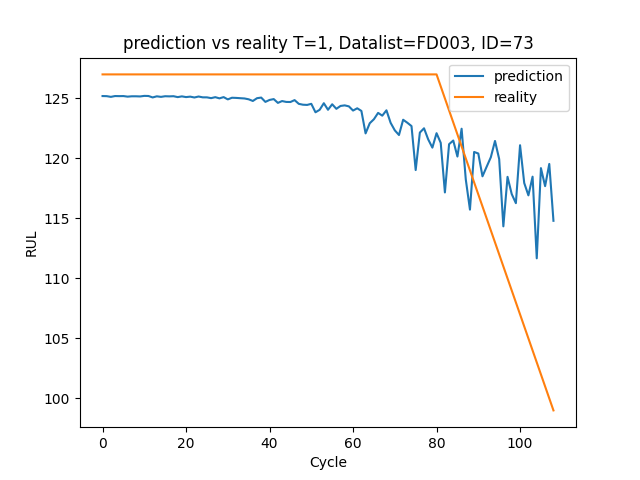 prediction vs reality T=1, Datalist=FD003, ID=73
prediction
reality
RUL
125
120
115
110
105
100
0 20 40 60 80 100
Cycle